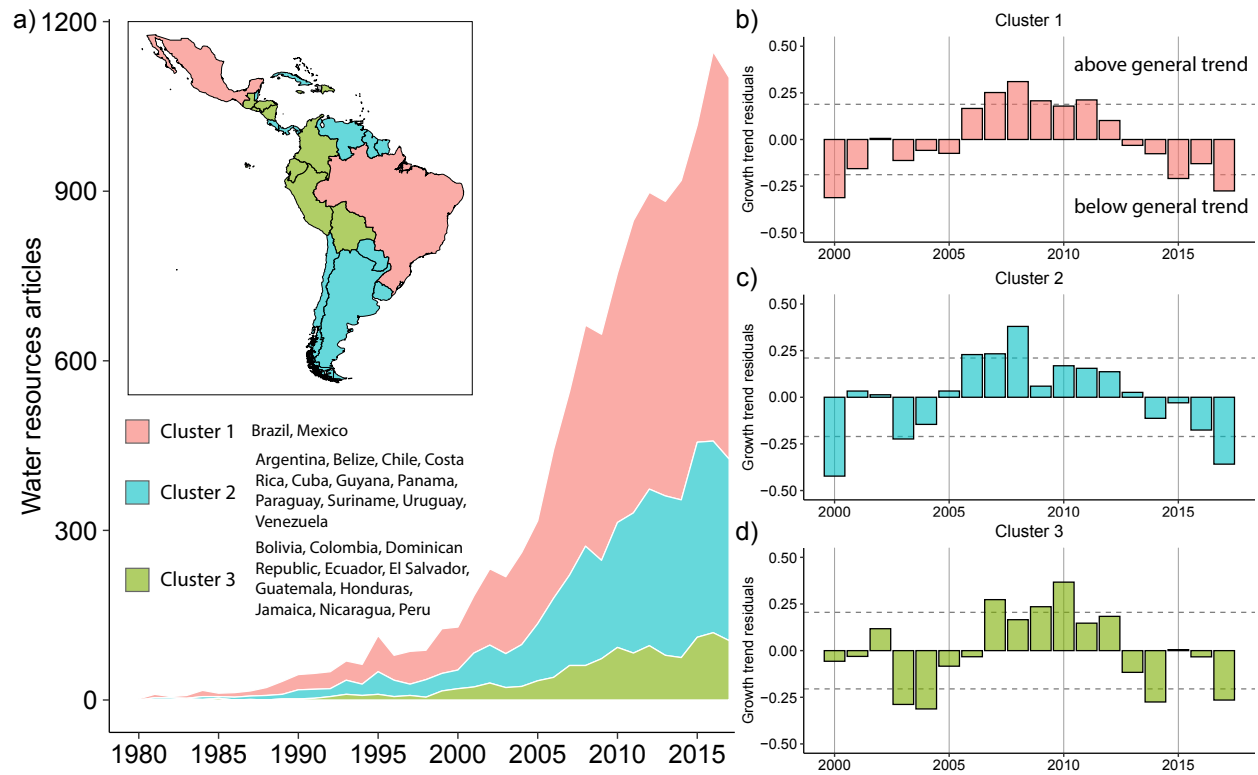 a)
Water resources articles
1200
900
600
300
0
1980
1985
1990
1995
2000
2005
2010
2015
Cluster 1
Brazil, Mexico
Cluster 2
Argentina, Belize, Chile, Costa
Rica, Cuba, Guyana, Panama,
Paraguay, Suriname, Uruguay,
Venezuela
Cluster 3
Bolivia, Colombia, Dominican
Republic, Ecuador, El Salvador,
Guatemala, Honduras,
Jamaica, Nicaragua, Peru
b)
Cluster 1
Growth trend residuals
0.50
0.25
0.00
−0.25
−0.50
above general trend
below general trend
2000
2005
2010
2015
c)
Cluster 2
Growth trend residuals
0.50
0.25
0.00
−0.25
−0.50
2000
2005
2010
2015
d)
Cluster 3
Growth trend residuals
0.50
0.25
0.00
−0.25
−0.50
2000
2005
2010
2015